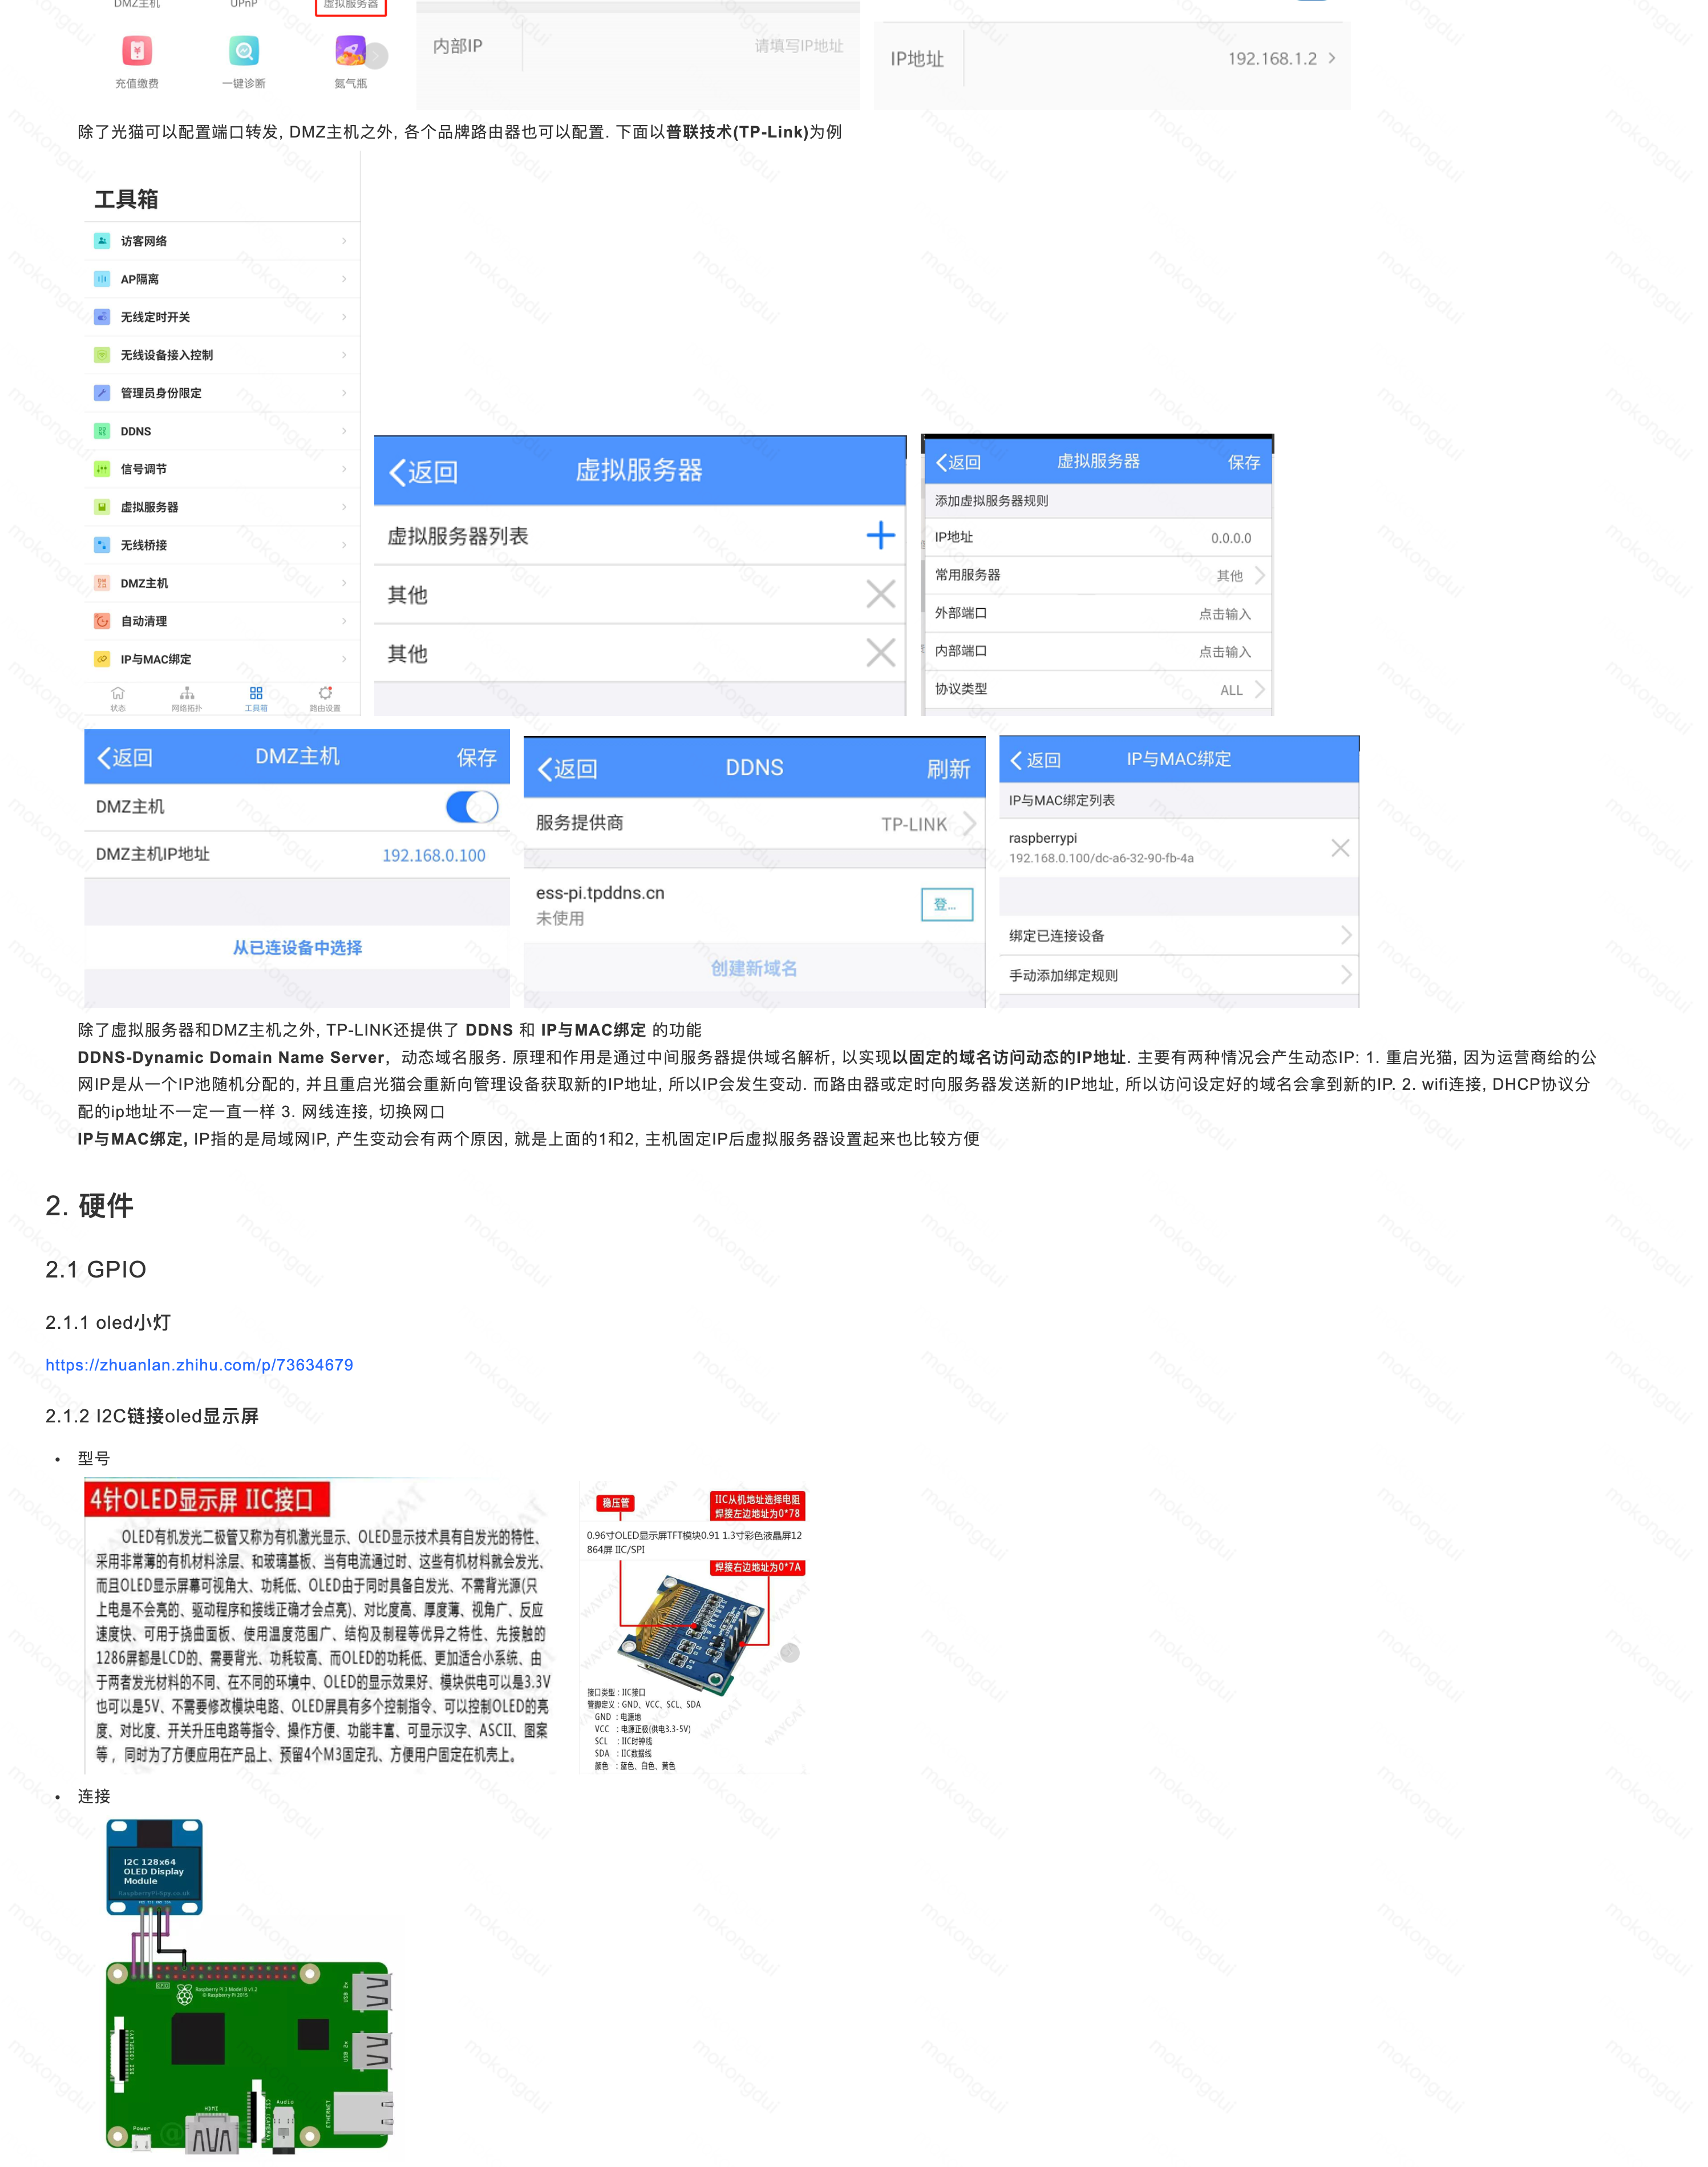 DMZ主机
UPnP
虚拟服务器
充值缴费
一键诊断
氮气瓶
内部IP
请填写IP地址
IP地址
192.168.1.2
除了光猫可以配置端口转发, DMZ主机之外, 各个品牌路由器也可以配置. 下面以普联技术(TP-Link)为例
工具箱
访客网络
AP隔离
无线定时开关
无线设备接入控制
管理员身份限定
DDNS
信号调节
虚拟服务器
无线桥接
DMZ主机
自动清理
IP与MAC绑定
状态
网络拓扑
工具箱
路由设置
返回
虚拟服务器
虚拟服务器列表
其他
其他
返回
虚拟服务器
保存
添加虚拟服务器规则
IP地址
0.0.0.0
常用服务器
其他
外部端口
点击输入
内部端口
点击输入
协议类型
ALL
返回
DMZ主机
保存
DMZ主机
DMZ主机IP地址
192.168.0.100
从已连设备中选择
返回
DDNS
刷新
服务提供商
TP-LINK
ess-pi.tpddns.cn
登...
未使用
创建新域名
返回
IP与MAC绑定
IP与MAC绑定列表
raspberrypi
192.168.0.100/dc-a6-32-90-fb-4a
绑定已连接设备
手动添加绑定规则
除了虚拟服务器和DMZ主机之外, TP-LINK还提供了 DDNS 和 IP与MAC绑定 的功能
DDNS-Dynamic Domain Name Server，动态域名服务. 原理和作用是通过中间服务器提供域名解析, 以实现以固定的域名访问动态的IP地址. 主要有两种情况会产生动态IP: 1. 重启光猫, 因为运营商给的公
网IP是从一个IP池随机分配的, 并且重启光猫会重新向管理设备获取新的IP地址, 所以IP会发生变动. 而路由器或定时向服务器发送新的IP地址, 所以访问设定好的域名会拿到新的IP. 2. wifi连接, DHCP协议分
配的ip地址不一定一直一样 3. 网线连接, 切换网口
IP与MAC绑定, IP指的是局域网IP, 产生变动会有两个原因, 就是上面的1和2, 主机固定IP后虚拟服务器设置起来也比较方便
2. 硬件
2.1 GPIO
2.1.1 oled小灯
https://zhuanlan.zhihu.com/p/73634679
2.1.2 I2C链接oled显示屏
• 型号
4针OLED显示屏 IIC接口
OLED有机发光二极管又称为有机激光显示、OLED显示技术具有自发光的特性、
采用非常薄的有机材料涂层、和玻璃基板、当有电流通过时、这些有机材料就会发光、
而且OLED显示屏幕可视角大、功耗低、OLED由于同时具备自发光、不需背光源(只
上电是不会亮的、驱动程序和接线正确才会点亮)、对比度高、厚度薄、视角广、反应
速度快、可用于挠曲面板、使用温度范围广、结构及制程等优异之特性、先接触的
1286屏都是LCD的、需要背光、功耗较高、而OLED的功耗低、更加适合小系统、由
于两者发光材料的不同、在不同的环境中、OLED的显示效果好、模块供电可以是3.3V
也可以是5V、不需要修改模块电路、OLED屏具有多个控制指令、可以控制OLED的亮
度、对比度、开关升压电路等指令、操作方便、功能丰富、可显示汉字、ASCII、图案
等，同时为了方便应用在产品上、预留4个M3固定孔、方便用户固定在机壳上。
稳压管
IIC从机地址选择电阻
焊接左边地址为0*78
0.96寸OLED显示屏TFT模块0.91 1.3寸彩色液晶屏12
864屏 IIC/SPI
焊接右边地址为0*7A
接口类型：IIC接口
管脚定义：GND、VCC、SCL、SDA
GND ：电源地
VCC ：电源正极(供电3.3-5V)
SCL ：IIC时钟线
SDA ：IIC数据线
颜色 ：蓝色、白色、黄色
• 连接
I2C 128x64
OLED Display
Module
RaspberryPi-Spy.co.uk
GPIO
Raspberry Pi 3 Model B v1.2
© Raspberry Pi 2015
USB 2x
DSI (DISPLAY)
USB 2x
ETHERNET
CSI (CAMERA)
Audio
HDMI
Power
mokongdui